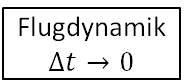 Flugdynamik
Δt → 0